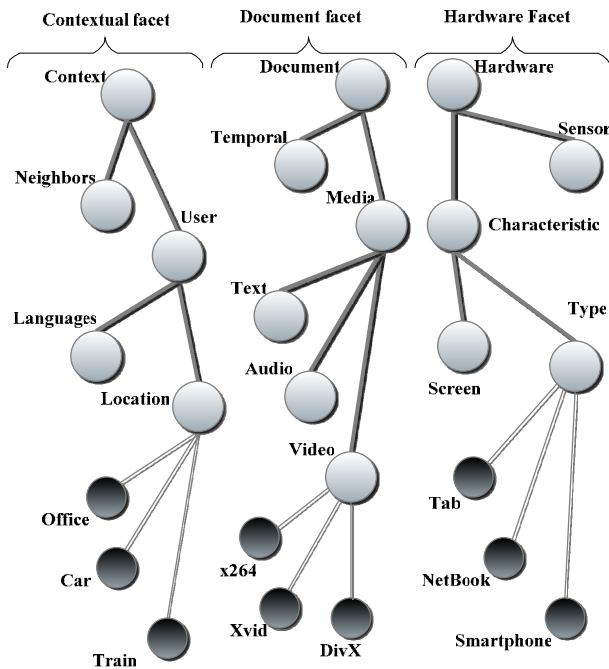 Contextual facet
Document facet
Hardware Facet
Context
Document
Hardware
Temporal
Sensor
Neighbors
Media
User
Characteristic
Text
Languages
Type
Audio
Location
Screen
Video
Office
Tab
x264
Car
NetBook
Xvid
DivX
Smartphone
Train